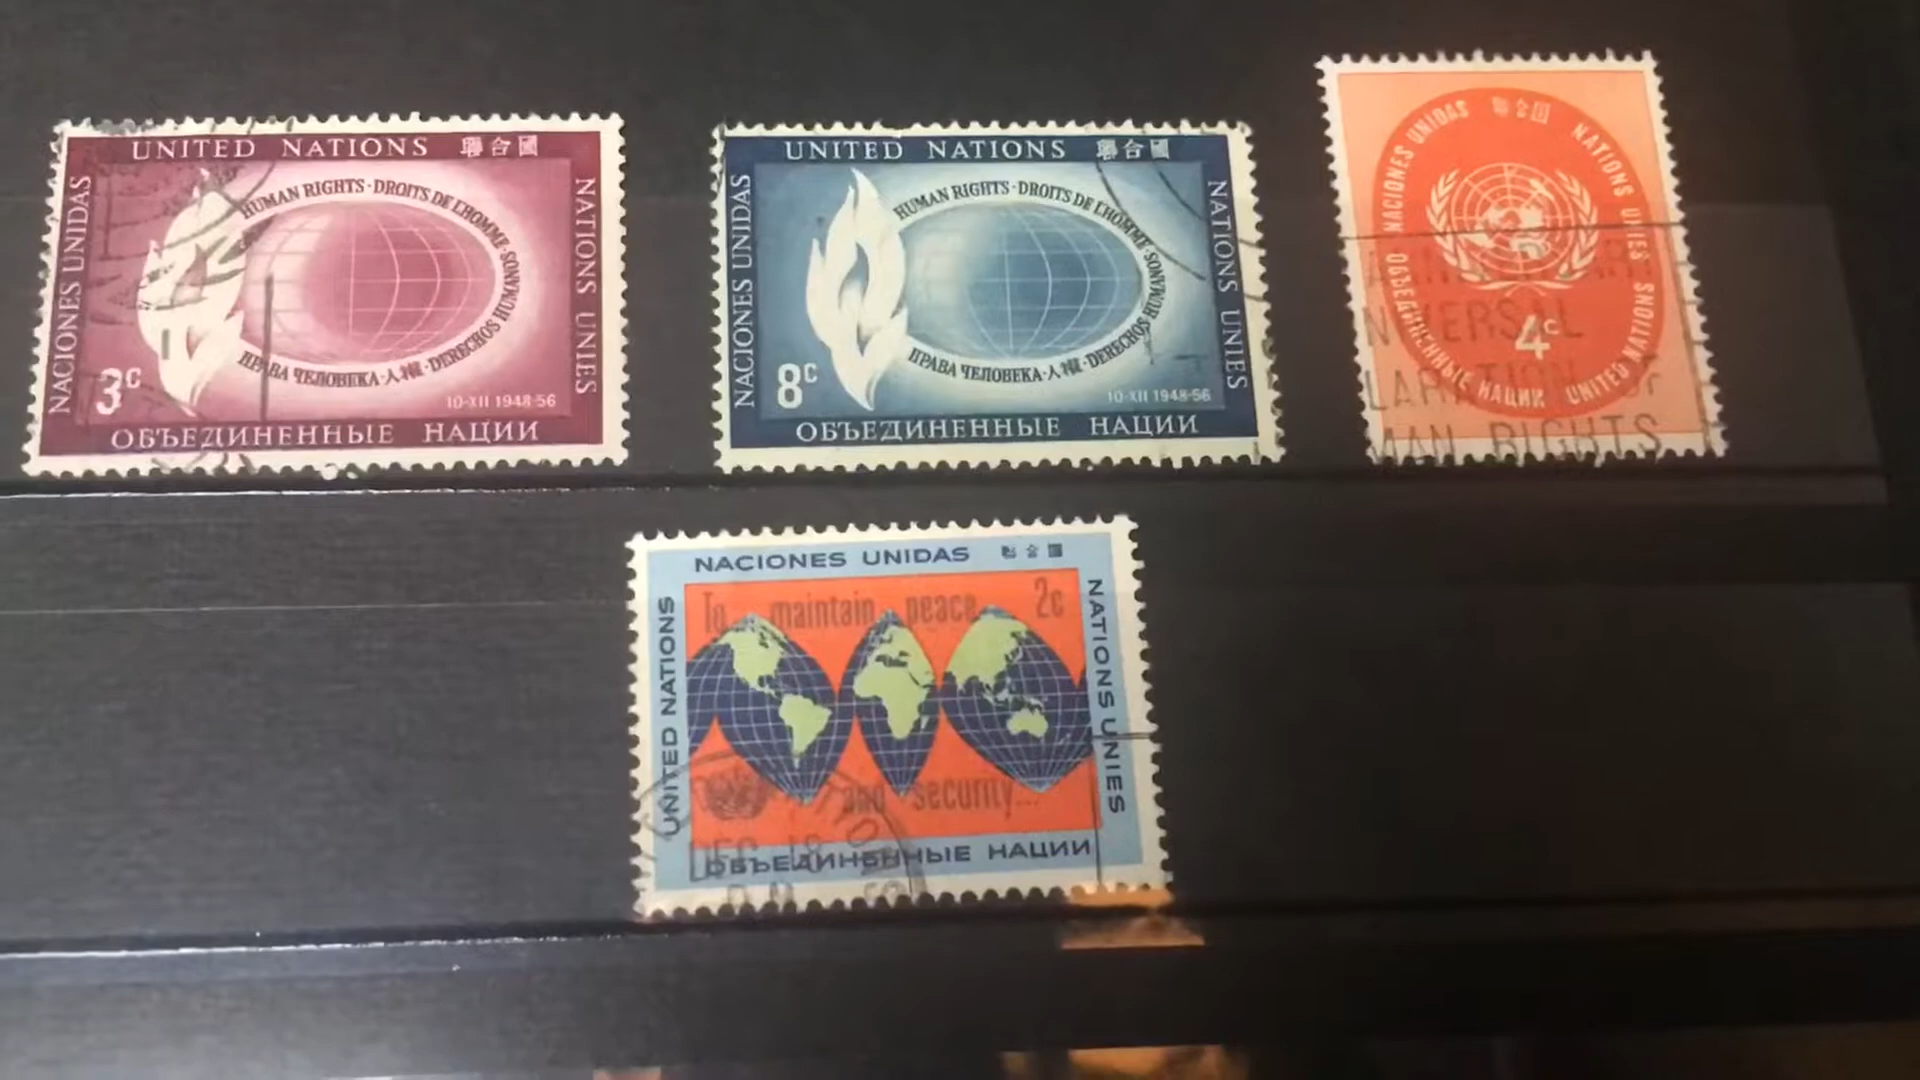 UNITED NATIONS 聯合國
NACIONES UNIDAS
HUMAN RIGHTS · DROITS DE L'HOMME · DERECHOS HUMANOS
ПРАВА ЧЕЛОВЕКА · 人權 ·
NATIONS UNIES
3c
10-XII 1948-56
ОБЪЕДИНЕННЫЕ НАЦИИ
UNITED NATIONS 聯合國
NACIONES UNIDAS
HUMAN RIGHTS · DROITS DE L'HOMME · DERECHOS HUMANOS
ПРАВА ЧЕЛОВЕКА · 人權 ·
NATIONS UNIES
8c
10-XII 1948-56
ОБЪЕДИНЕННЫЕ НАЦИИ
NACIONES UNIDAS 聯合国 NATIONS UNIES
ОБЪЕДИНЕННЫЕ НАЦИИ UNITED NATIONS
4c
NIVERSAL
LARATION OF
MAN RIGHTS
NACIONES UNIDAS 聯合國
UNITED NATIONS
To maintain peace 2c
NATIONS UNIES
and security...
DEC 18
ОБЪЕДИНЕННЫЕ НАЦИИ